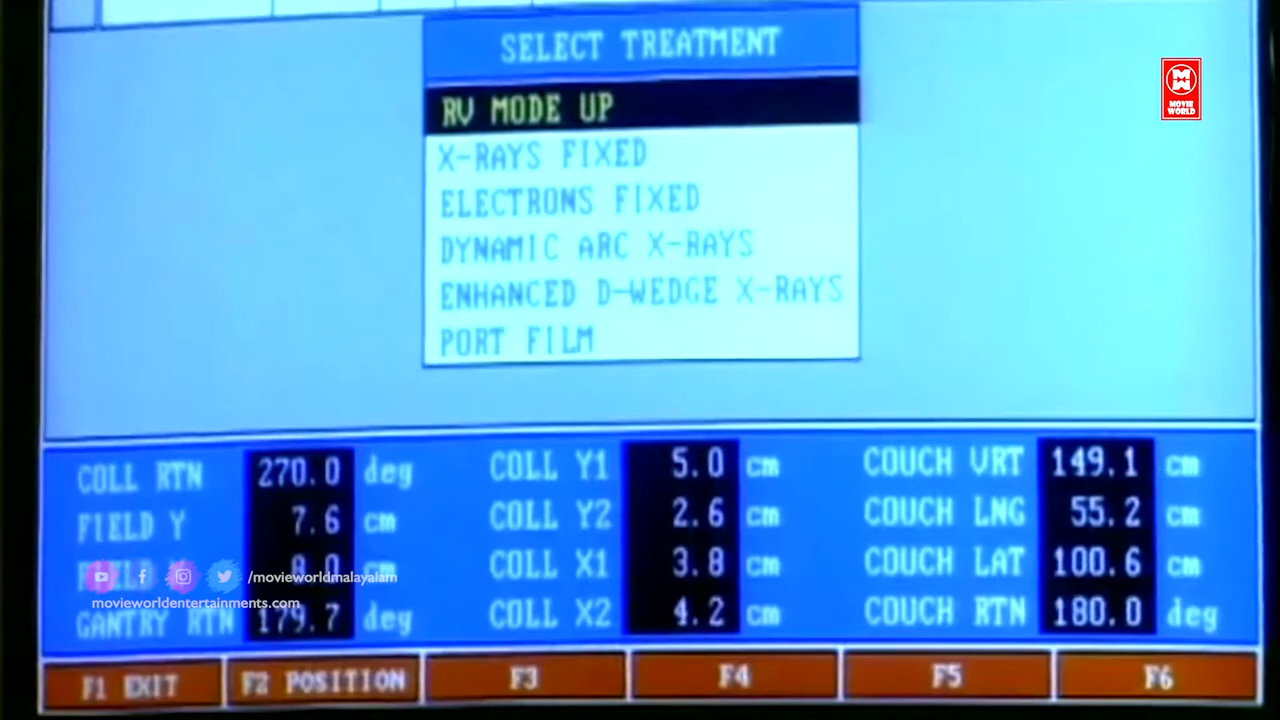 SELECT TREATMENT
RV MODE UP
X-RAYS FIXED
ELECTRONS FIXED
DYNAMIC ARC X-RAYS
ENHANCED D-WEDGE X-RAYS
PORT FILM
MOVIE
WORLD
COLL RTN 270.0 deg COLL Y1 5.0 cm COUCH VRT 149.1 cm
FIELD Y 7.6 cm COLL Y2 2.6 cm COUCH LNG 55.2 cm
FIELD X 8.0 cm COLL X1 3.8 cm COUCH LAT 100.6 cm
/movieworldmalayalam
movieworldentertainments.com
GANTRY RTN 179.7 deg COLL X2 4.2 cm COUCH RTN 180.0 deg
F1 EXIT F2 POSITION F3 F4 F5 F6